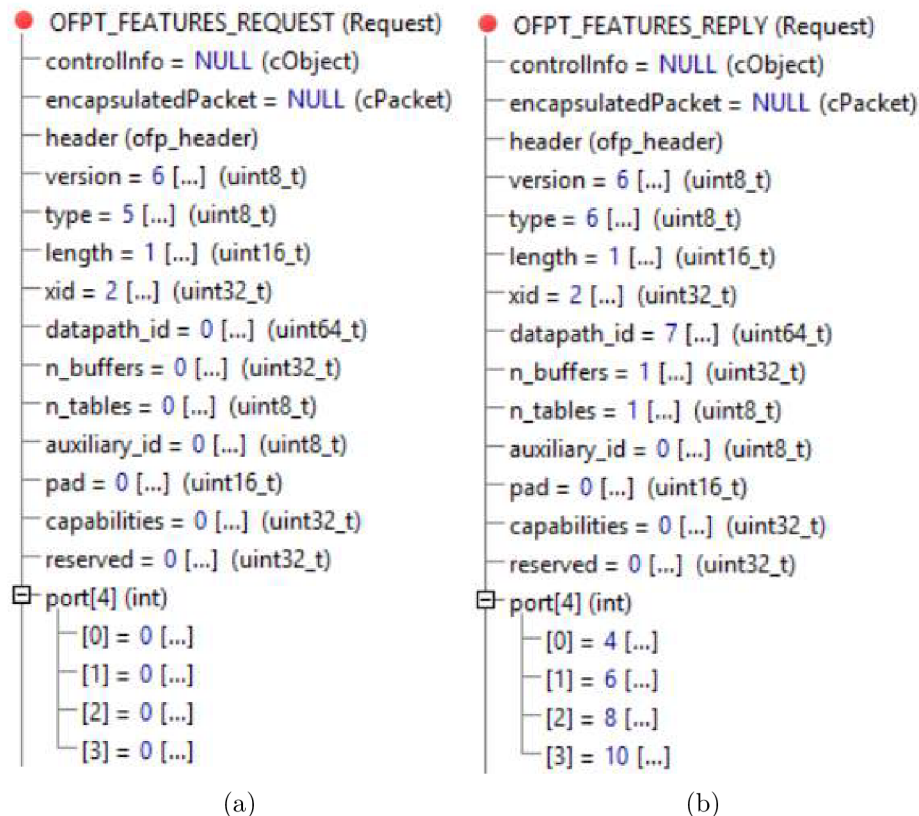 OFPT_FEATURES_REQUEST (Request)
controlInfo = NULL (cObject)
encapsulatedPacket = NULL (cPacket)
header (ofp_header)
version = 6 [...] (uint8_t)
type = 5 [...] (uint8_t)
length = 1 [...] (uint16_t)
xid = 2 [...] (uint32_t)
datapath_id = 0 [...] (uint64_t)
n_buffers = 0 [...] (uint32_t)
n_tables = 0 [...] (uint8_t)
auxiliary_id = 0 [...] (uint8_t)
pad = 0 [...] (uint16_t)
capabilities = 0 [...] (uint32_t)
reserved = 0 [...] (uint32_t)
port[4] (int)
[0] = 0 [...]
[1] = 0 [...]
[2] = 0 [...]
[3] = 0 [...]
(a)
OFPT_FEATURES_REPLY (Request)
controlInfo = NULL (cObject)
encapsulatedPacket = NULL (cPacket)
header (ofp_header)
version = 6 [...] (uint8_t)
type = 6 [...] (uint8_t)
length = 1 [...] (uint16_t)
xid = 2 [...] (uint32_t)
datapath_id = 7 [...] (uint64_t)
n_buffers = 1 [...] (uint32_t)
n_tables = 1 [...] (uint8_t)
auxiliary_id = 0 [...] (uint8_t)
pad = 0 [...] (uint16_t)
capabilities = 0 [...] (uint32_t)
reserved = 0 [...] (uint32_t)
port[4] (int)
[0] = 4 [...]
[1] = 6 [...]
[2] = 8 [...]
[3] = 10 [...]
(b)